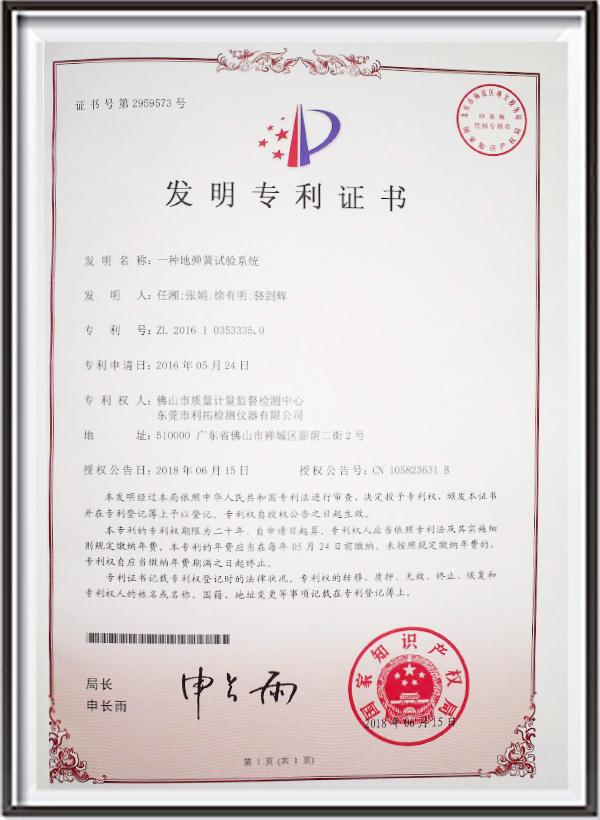 证书号第2959573号
发明专利证书
发明名称：一种地弹簧试验系统
发明人：任湘;张娟;徐有明;骆剑辉
专利号：ZL 2016 1 0353335.0
专利申请日：2016年05月24日
专利权人：佛山市质量计量监督检测中心
东莞市利拓检测仪器有限公司
地址：510000 广东省佛山市禅城区影荫二街2号
授权公告日：2018年06月15日 授权公告号：CN 105823631 B
本发明经过本局依照中华人民共和国专利法进行审查，决定授予专利权，颁发本证书
并在专利登记簿上予以登记。专利权自授权公告之日起生效。
本专利的专利权期限为二十年，自申请日起算。专利权人应当依照专利法及其实施细
则规定缴纳年费。本专利的年费应当在每年05月24日前缴纳。未按照规定缴纳年费的，
专利权自应当缴纳年费期满之日起终止。
专利证书记载专利权登记时的法律状况。专利权的转移、质押、无效、终止、恢复和
专利权人的姓名或名称、国籍、地址变更等事项记载在专利登记簿上。
局长
申长雨
申长雨
国家知识产权局
2018年06月15日
第1页(共1页)